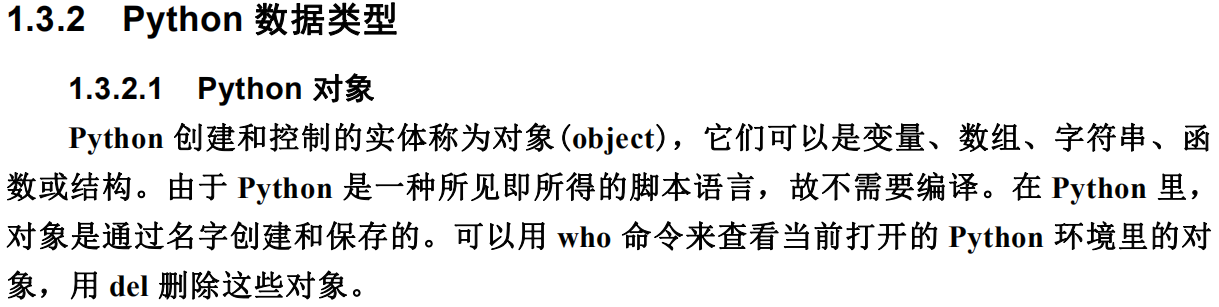 1.3.2 Python 数据类型
1.3.2.1 Python 对象
Python 创建和控制的实体称为对象(object)，它们可以是变量、数组、字符串、函
数或结构。由于 Python 是一种所见即所得的脚本语言，故不需要编译。在 Python 里，
对象是通过名字创建和保存的。可以用 who 命令来查看当前打开的 Python 环境里的对
象，用 del 删除这些对象。